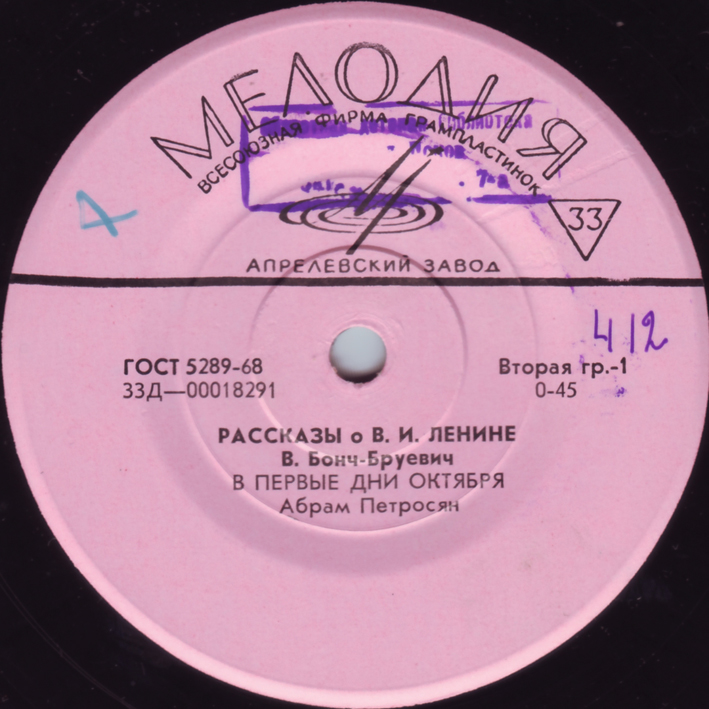 МЕЛОДИЯ
ВСЕСОЮЗНАЯ ФИРМА ГРАМПЛАСТИНОК
библиотека
33
АПРЕЛЕВСКИЙ ЗАВОД
412
ГОСТ 5289-68
Вторая гр.-1
33Д—00018291
0-45
РАССКАЗЫ о В. И. ЛЕНИНЕ
В. Бонч-Бруевич
В ПЕРВЫЕ ДНИ ОКТЯБРЯ
Абрам Петросян